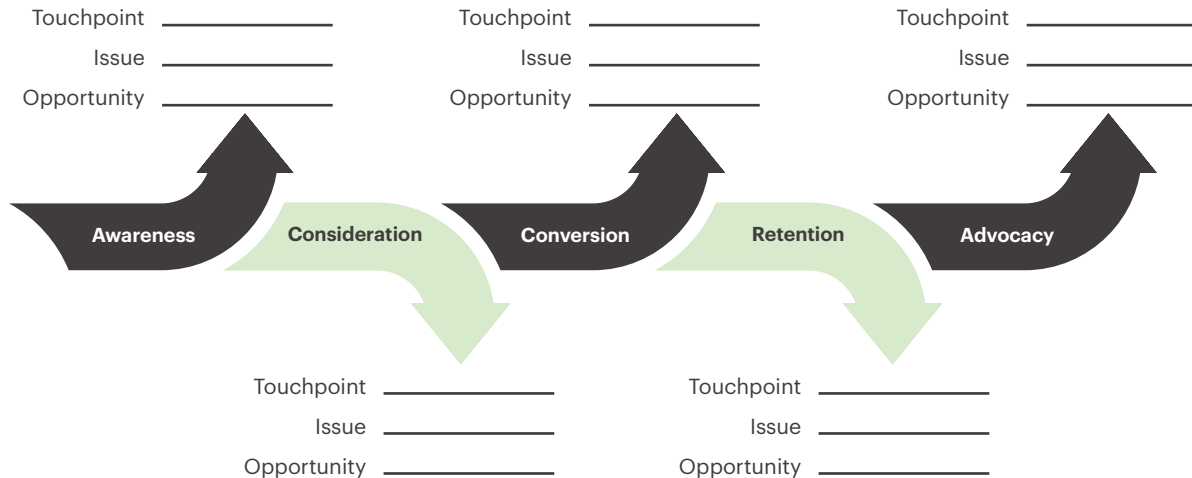 Touchpoint
Issue
Opportunity
Touchpoint
Issue
Opportunity
Touchpoint
Issue
Opportunity
Awareness
Consideration
Conversion
Retention
Advocacy
Touchpoint
Issue
Opportunity
Touchpoint
Issue
Opportunity